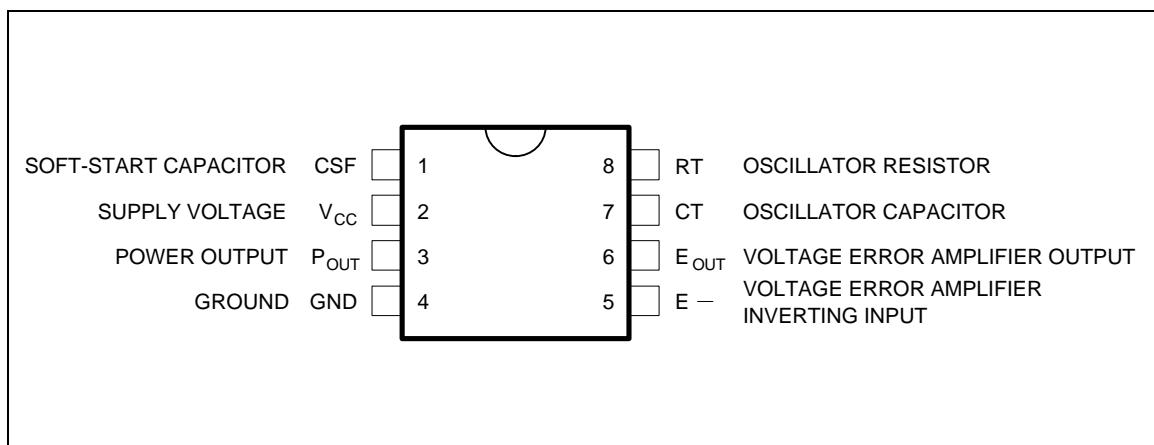 SOFT-START CAPACITOR CSF 1 8 RT OSCILLATOR RESISTOR
SUPPLY VOLTAGE VCC 2 7 CT OSCILLATOR CAPACITOR
POWER OUTPUT POUT 3 6 EOUT VOLTAGE ERROR AMPLIFIER OUTPUT
GROUND GND 4 5 E − VOLTAGE ERROR AMPLIFIER
INVERTING INPUT